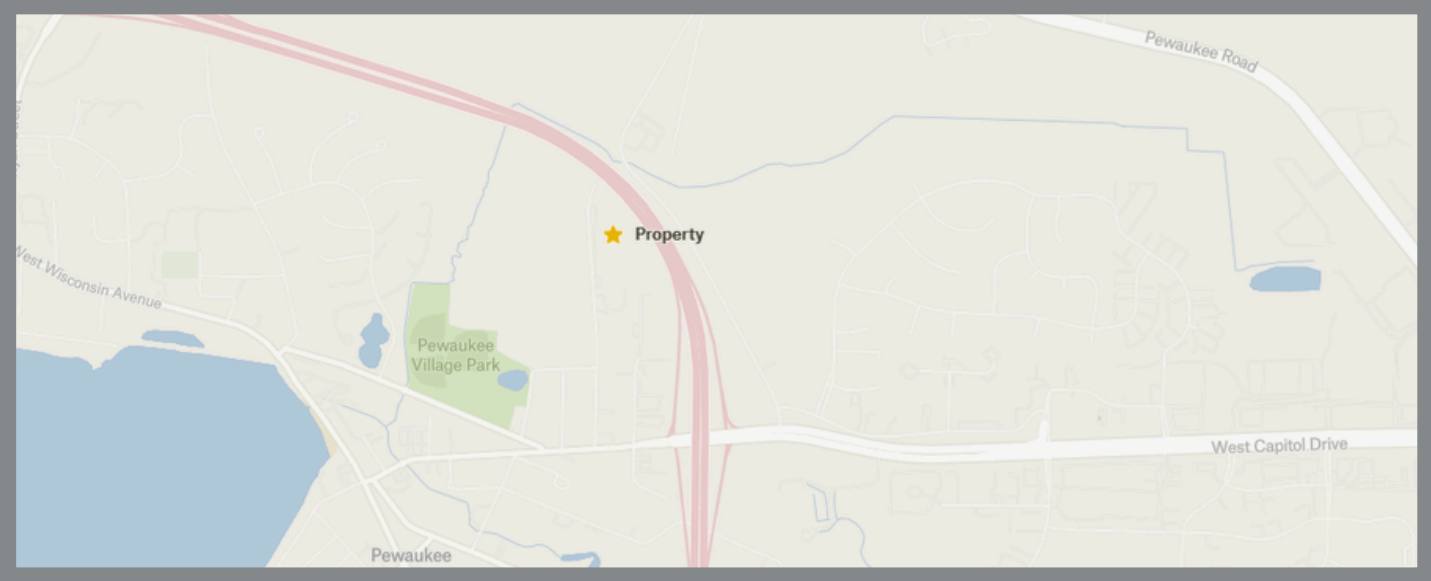 Pewaukee Road
Property
West Wisconsin Avenue
Pewaukee
Village Park
West Capitol Drive
Pewaukee